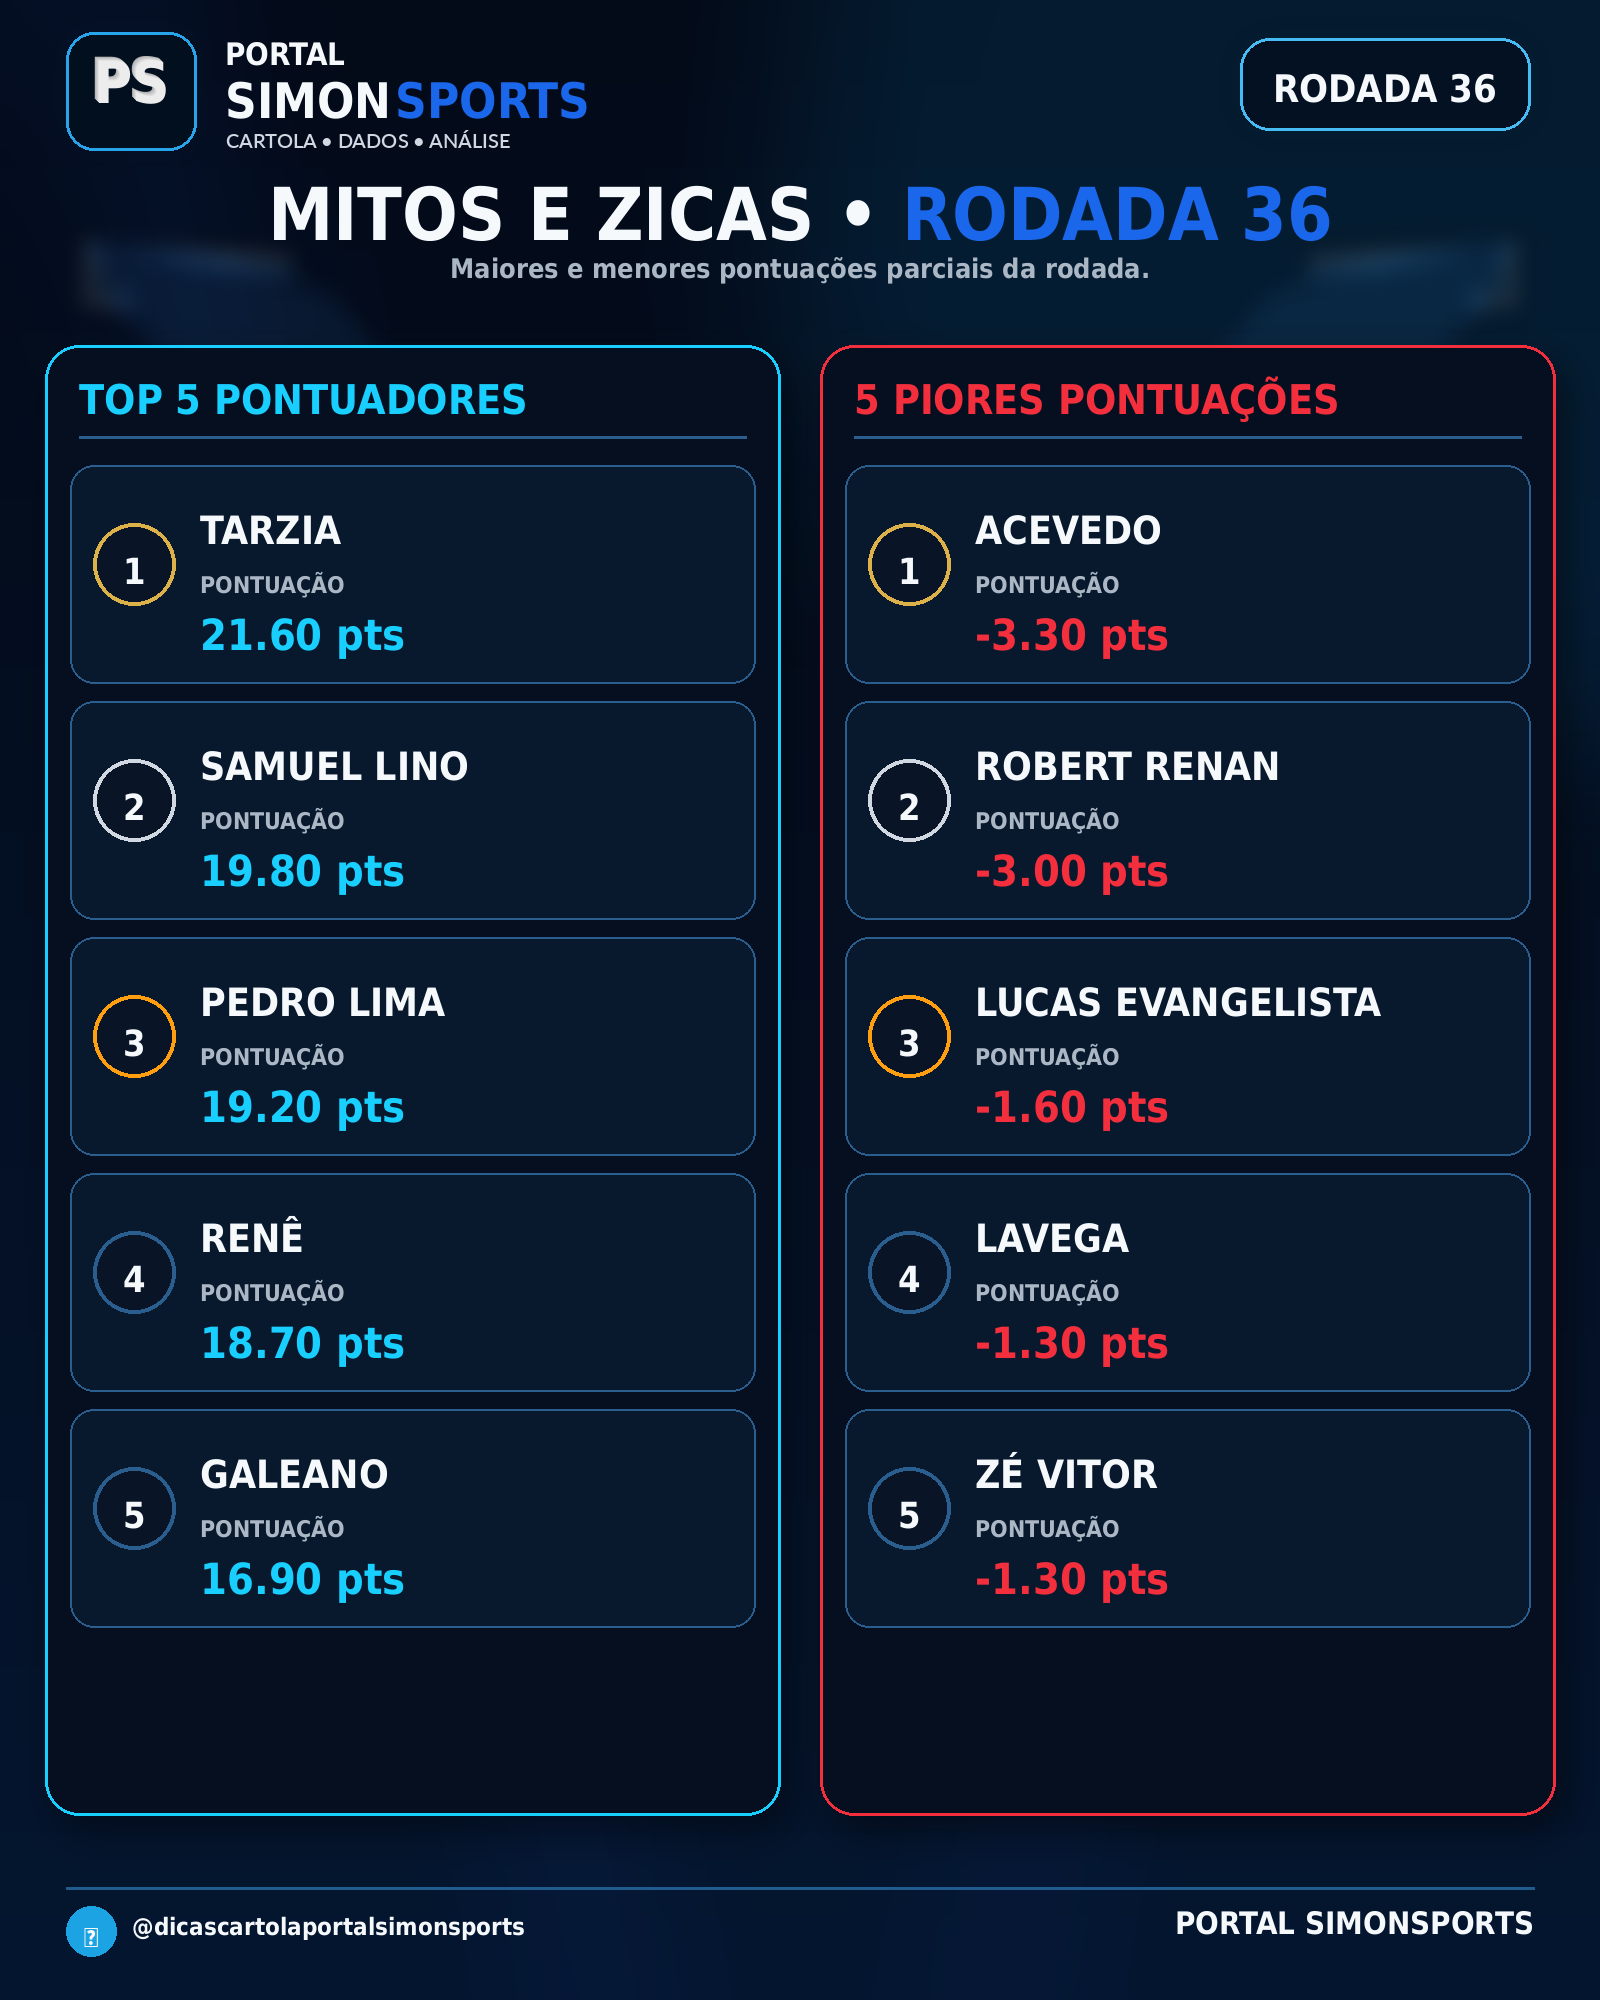 PS
PORTAL
SIMONSPORTS
CARTOLA • DADOS • ANÁLISE
RODADA 36
MITOS E ZICAS • RODADA 36
Maiores e menores pontuações parciais da rodada.
TOP 5 PONTUADORES
1
TARZIA
PONTUAÇÃO
21.60 pts
2
SAMUEL LINO
PONTUAÇÃO
19.80 pts
3
PEDRO LIMA
PONTUAÇÃO
19.20 pts
4
RENÊ
PONTUAÇÃO
18.70 pts
5
GALEANO
PONTUAÇÃO
16.90 pts
5 PIORES PONTUAÇÕES
1
ACEVEDO
PONTUAÇÃO
-3.30 pts
2
ROBERT RENAN
PONTUAÇÃO
-3.00 pts
3
LUCAS EVANGELISTA
PONTUAÇÃO
-1.60 pts
4
LAVEGA
PONTUAÇÃO
-1.30 pts
5
ZÉ VITOR
PONTUAÇÃO
-1.30 pts
@dicascartolaportalsimonsports
PORTAL SIMONSPORTS